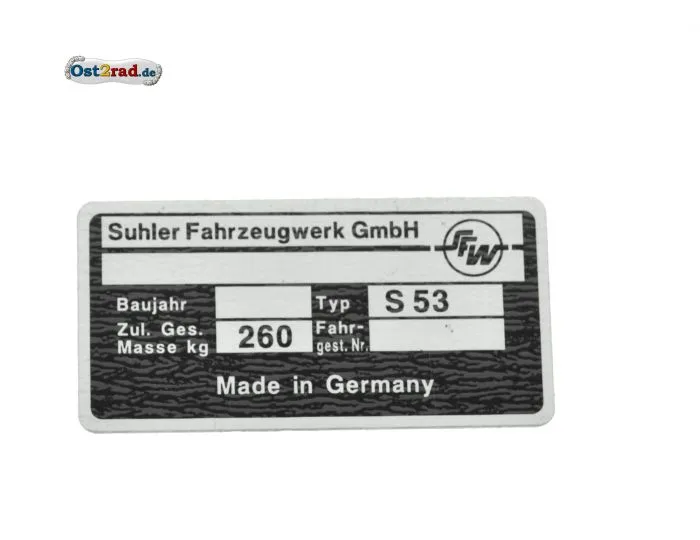 Ost2rad.de
Suhler Fahrzeugwerk GmbH
SFW
Baujahr
Typ S 53
Zul. Ges.
Masse kg 260
Fahr-
gest. Nr.
Made in Germany